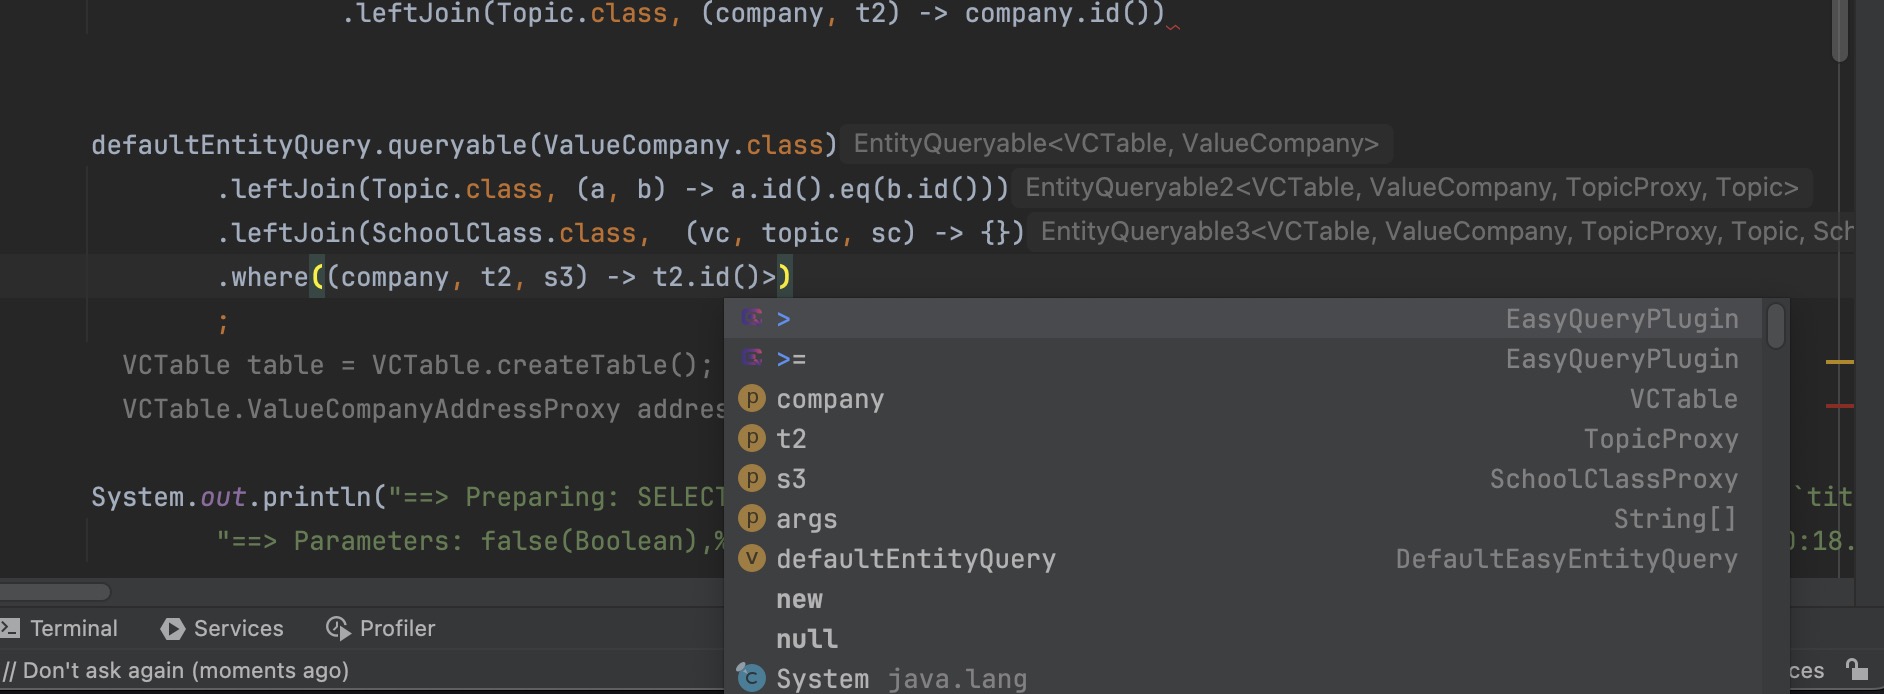 .leftJoin(Topic.class, (company, t2) -> company.id())
defaultEntityQuery.queryable(ValueCompany.class) EntityQueryable<VCTable, ValueCompany>
.leftJoin(Topic.class, (a, b) -> a.id().eq(b.id())) EntityQueryable2<VCTable, ValueCompany, TopicProxy, Topic>
.leftJoin(SchoolClass.class,  (vc, topic, sc) -> {}) EntityQueryable3<VCTable, ValueCompany, TopicProxy, Topic, Sch
.where((company, t2, s3) -> t2.id()>)
;
> EasyQueryPlugin
>= EasyQueryPlugin
p company VCTable
p t2 TopicProxy
p s3 SchoolClassProxy
p args String[]
v defaultEntityQuery DefaultEasyEntityQuery
new
null
C System java.lang
VCTable table = VCTable.createTable();
VCTable.ValueCompanyAddressProxy addres
System.out.println("==> Preparing: SELECT `tit
"==> Parameters: false(Boolean),% 0:18.
Terminal Services Profiler
// Don't ask again (moments ago) ces